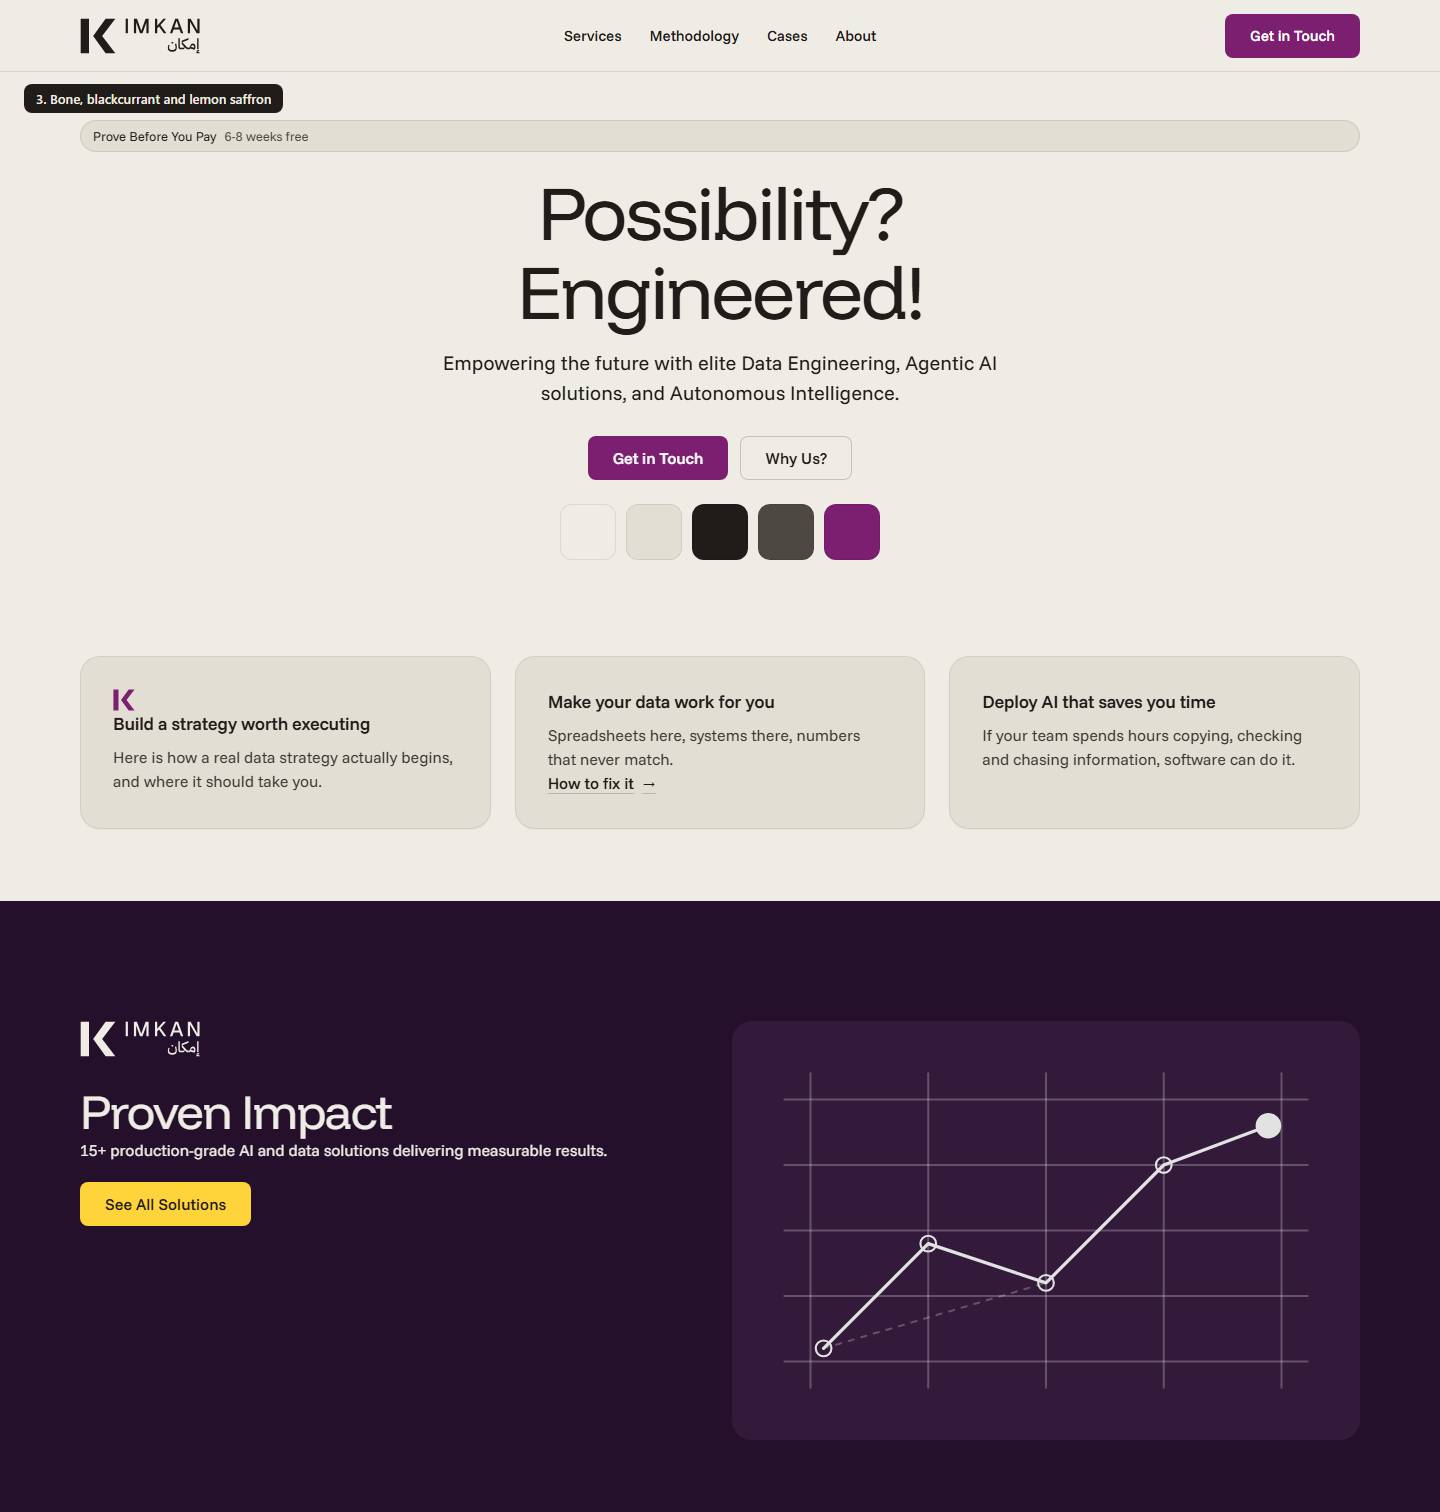 IMKAN
إمكان
Services Methodology Cases About
Get in Touch
3. Bone, blackcurrant and lemon saffron
Prove Before You Pay 6-8 weeks free
Possibility?
Engineered!
Empowering the future with elite Data Engineering, Agentic AI
solutions, and Autonomous Intelligence.
Get in Touch
Why Us?
Build a strategy worth executing
Here is how a real data strategy actually begins,
and where it should take you.
Make your data work for you
Spreadsheets here, systems there, numbers
that never match.
How to fix it →
Deploy AI that saves you time
If your team spends hours copying, checking
and chasing information, software can do it.
IMKAN
إمكان
Proven Impact
15+ production-grade AI and data solutions delivering measurable results.
See All Solutions